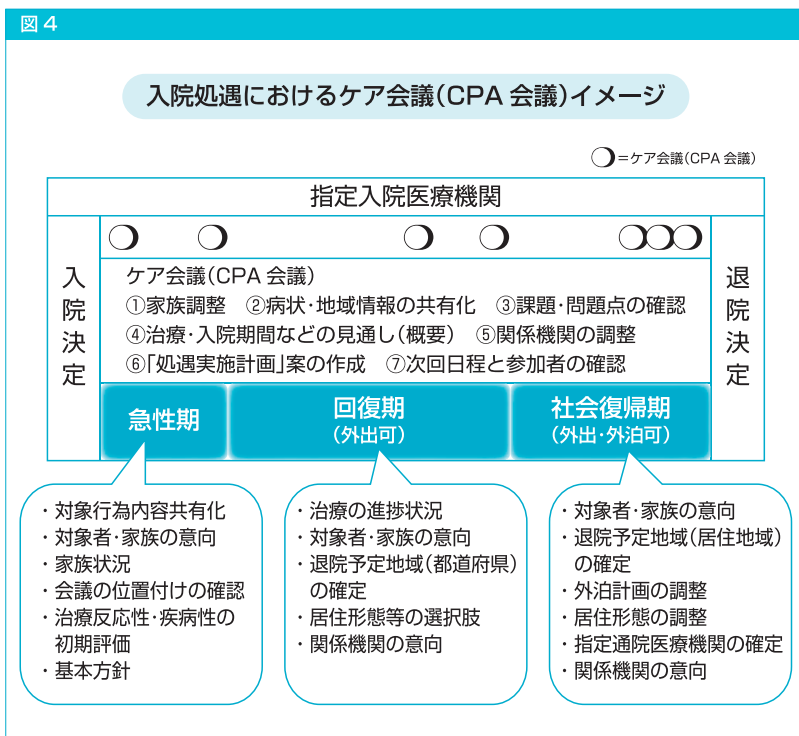 図4
入院処遇におけるケア会議(CPA 会議)イメージ
=ケア会議(CPA 会議)
指定入院医療機関
入院決定
ケア会議(CPA 会議)
①家族調整 ②病状・地域情報の共有化 ③課題・問題点の確認
④治療・入院期間などの見通し(概要) ⑤関係機関の調整
⑥「処遇実施計画」案の作成 ⑦次回日程と参加者の確認
退院決定
急性期
回復期
(外出可)
社会復帰期
(外出・外泊可)
・対象行為内容共有化
・対象者・家族の意向
・家族状況
・会議の位置付けの確認
・治療反応性・疾病性の
初期評価
・基本方針
・治療の進捗状況
・対象者・家族の意向
・退院予定地域(都道府県)
の確定
・居住形態等の選択肢
・関係機関の意向
・対象者・家族の意向
・退院予定地域(居住地域)
の確定
・外泊計画の調整
・居住形態の調整
・指定通院医療機関の確定
・関係機関の意向